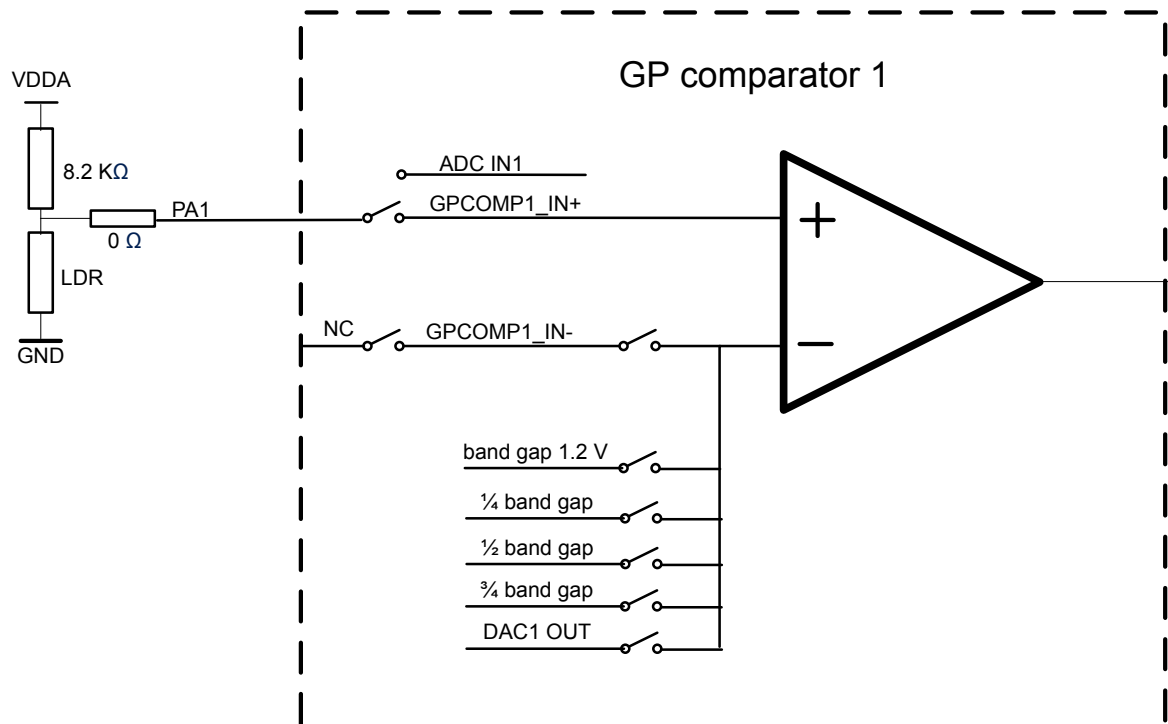 GP comparator 1
VDDA
8.2 KΩ
ADC IN1
PA1
GPCOMP1_IN+
0 Ω
LDR
+
NC
GPCOMP1_IN-
−
GND
band gap 1.2 V
¼ band gap
½ band gap
¾ band gap
DAC1 OUT